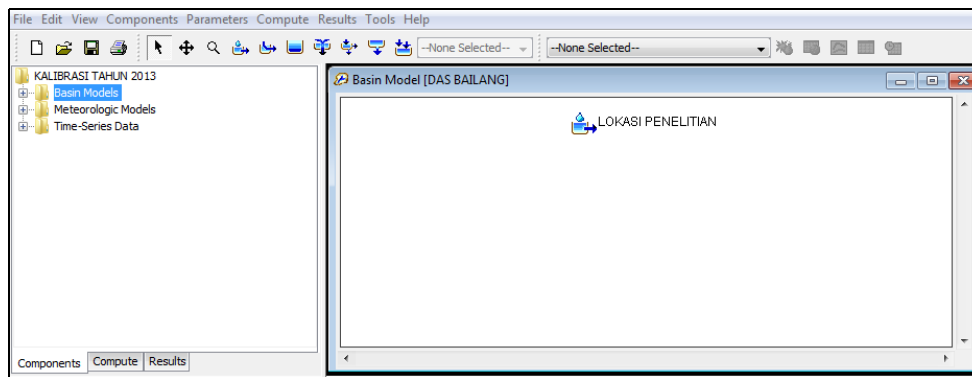 File Edit View Components Parameters Compute Results Tools Help
--None Selected-- --None Selected--
KALIBRASI TAHUN 2013
Basin Models
Meteorologic Models
Time-Series Data
Components Compute Results
Basin Model [DAS BAILANG]
LOKASI PENELITIAN